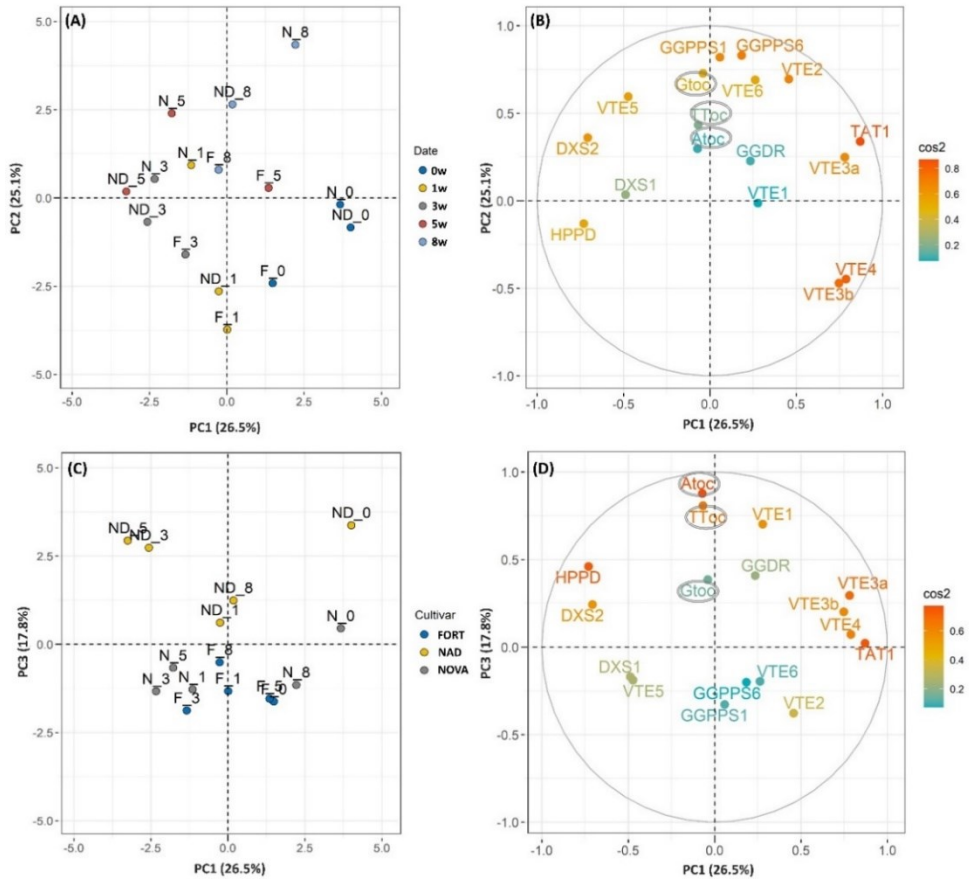 (A)
N_8
ND_8
N_5
N_1
F_8
N_3
F_5
ND_5
N_0
ND_3
ND_0
F_3
F_0
ND_1
F_1
5.0
2.5
0.0
-2.5
-5.0
-5.0 -2.5 0.0 2.5 5.0
PC2 (25.1%)
PC1 (26.5%)
Date
0w
1w
3w
5w
8w
(B)
GGPPS1 GGPPS6
VTE2
Gtoc
VTE6
VTE5
TToc
TAT1
Atoc
DXS2
GGDR
VTE3a
DXS1
VTE1
HPPD
VTE4
VTE3b
1.0
0.5
0.0
-0.5
-1.0
-1.0 -0.5 0.0 0.5 1.0
PC2 (25.1%)
PC1 (26.5%)
cos2
0.8
0.6
0.4
0.2
(C)
ND_0
ND_5
ND_3
ND_8
ND_1
N_0
F_8
N_5
N_8
N_3 N_1 F_1
F_5
F_0
F_3
5.0
2.5
0.0
-2.5
-5.0
-5.0 -2.5 0.0 2.5 5.0
PC3 (17.8%)
PC1 (26.5%)
Cultivar
FORT
NAD
NOVA
(D)
Atoc
TToc
VTE1
HPPD
GGDR
Gtoc
VTE3a
DXS2
VTE3b
VTE4
TAT1
DXS1
VTE5
VTE6
GGPPS6
GGPPS1
VTE2
1.0
0.5
0.0
-0.5
-1.0
-1.0 -0.5 0.0 0.5 1.0
PC3 (17.8%)
PC1 (26.5%)
cos2
0.6
0.4
0.2